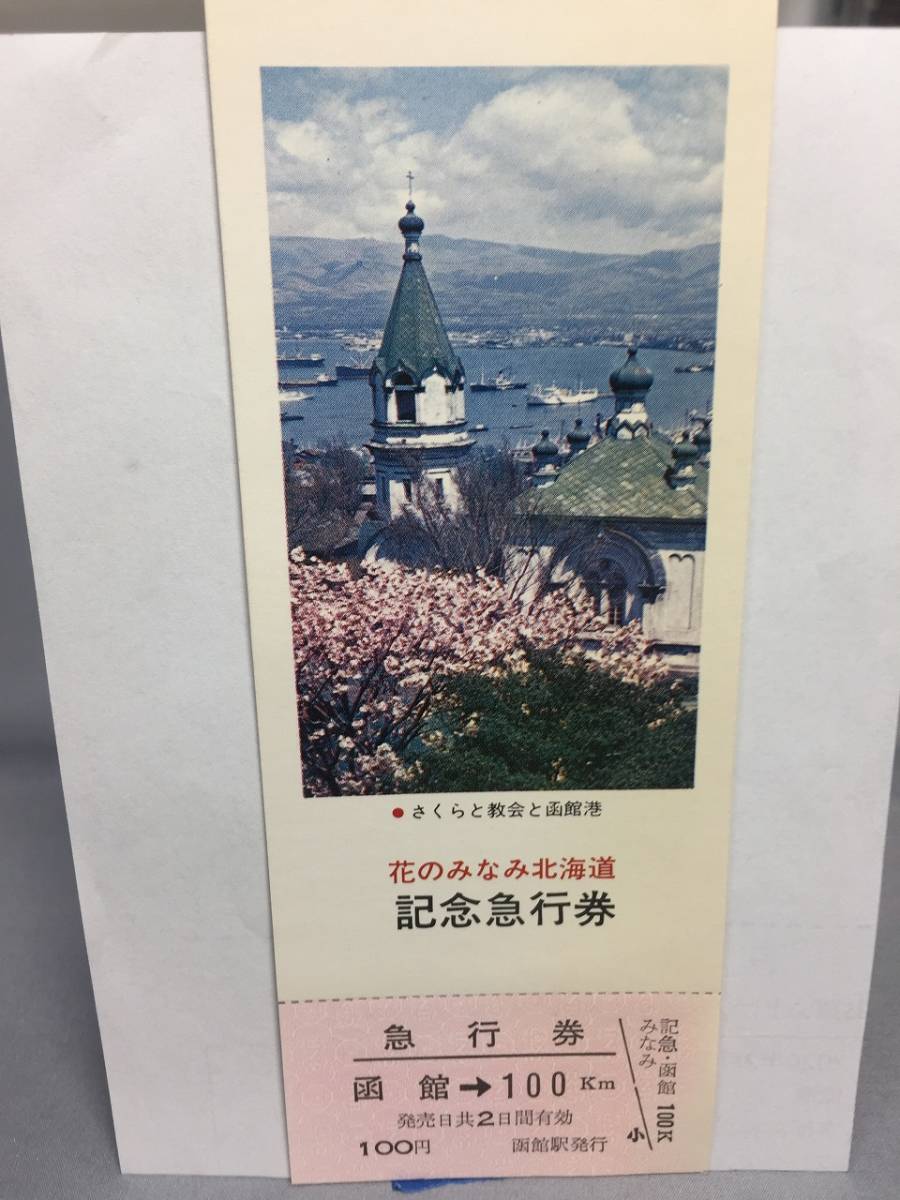 ●さくらと教会と函館港
花のみなみ北海道
記念急行券
急行券
函館➔100Km
発売日共2日間有効
100円 函館駅発行
記急・函館 100K
みなみ
小